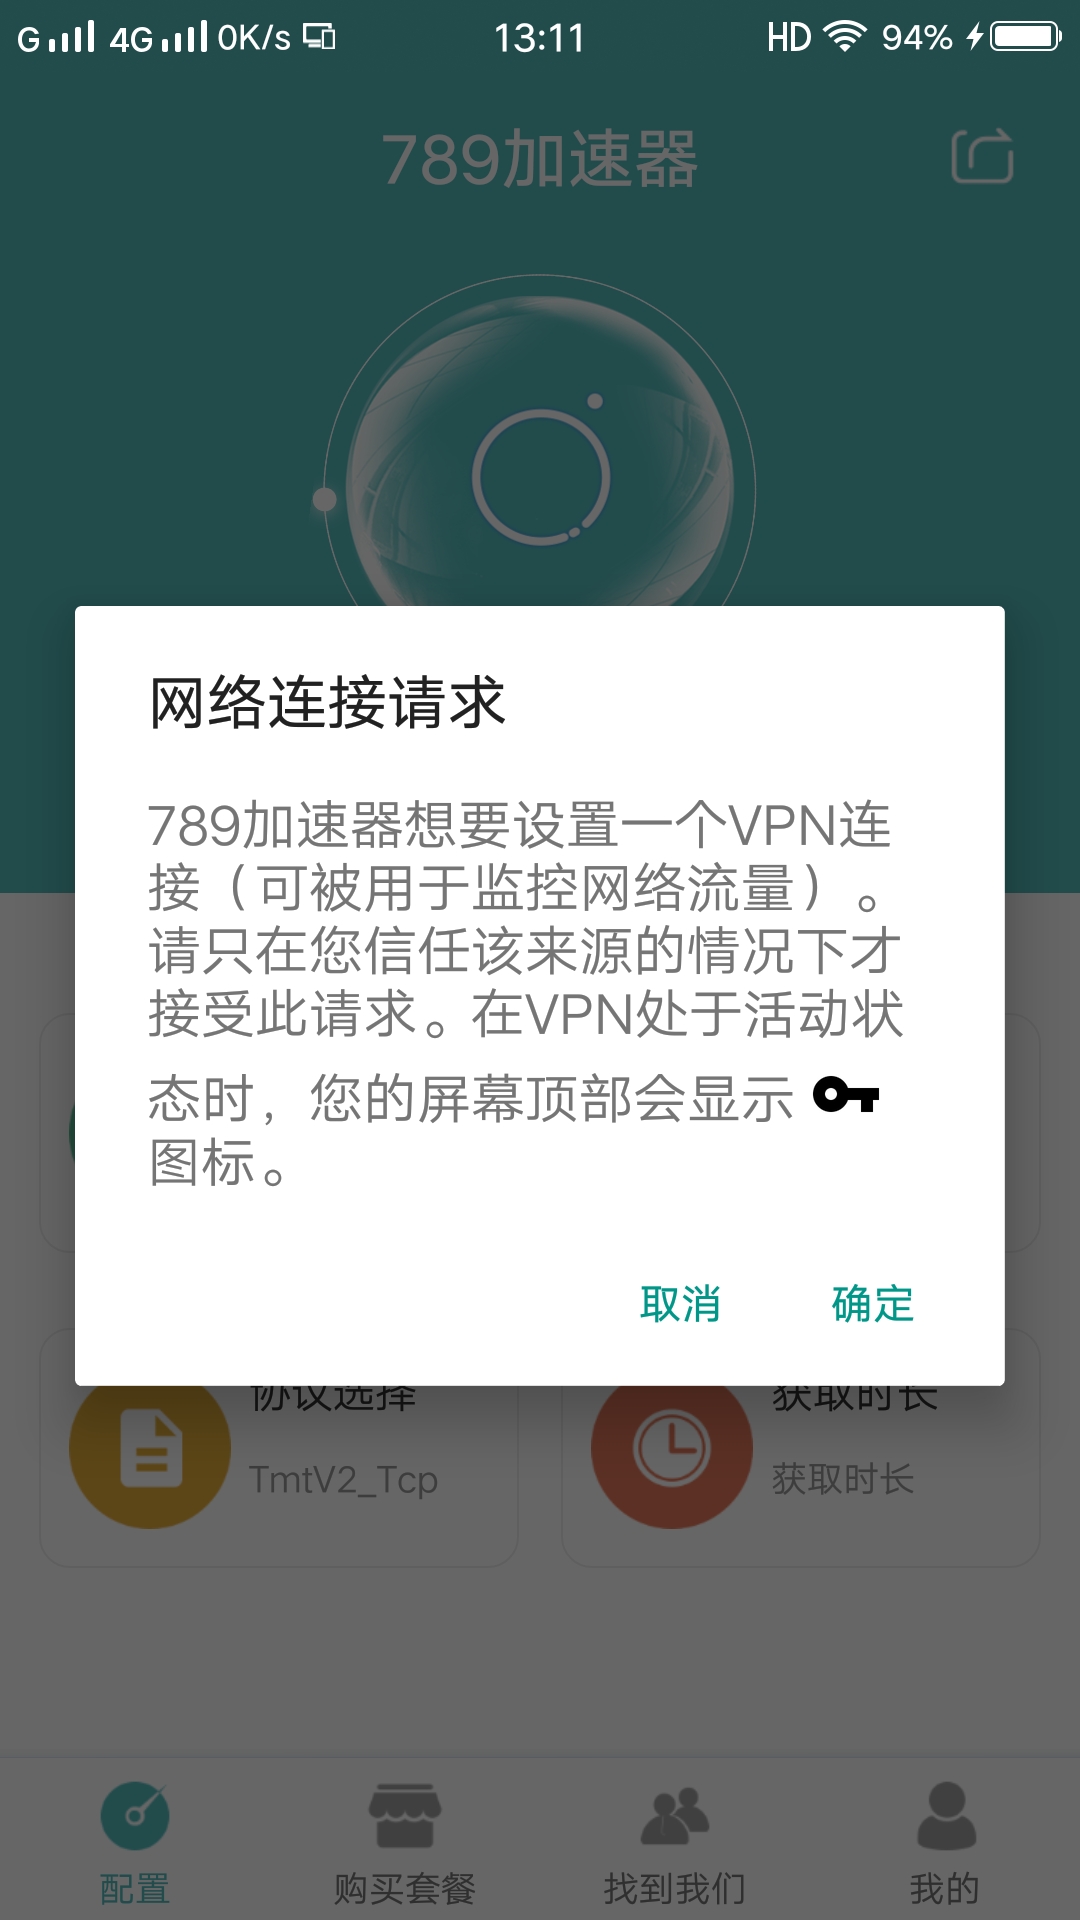 G 4G 0K/s 13:11 HD 94%
789加速器
网络连接请求
789加速器想要设置一个VPN连
接（可被用于监控网络流量）。
请只在您信任该来源的情况下才
接受此请求。在VPN处于活动状
态时，您的屏幕顶部会显示
图标。
取消 确定
协议选择 获取时长
TmtV2_Tcp 获取时长
配置 购买套餐 找到我们 我的